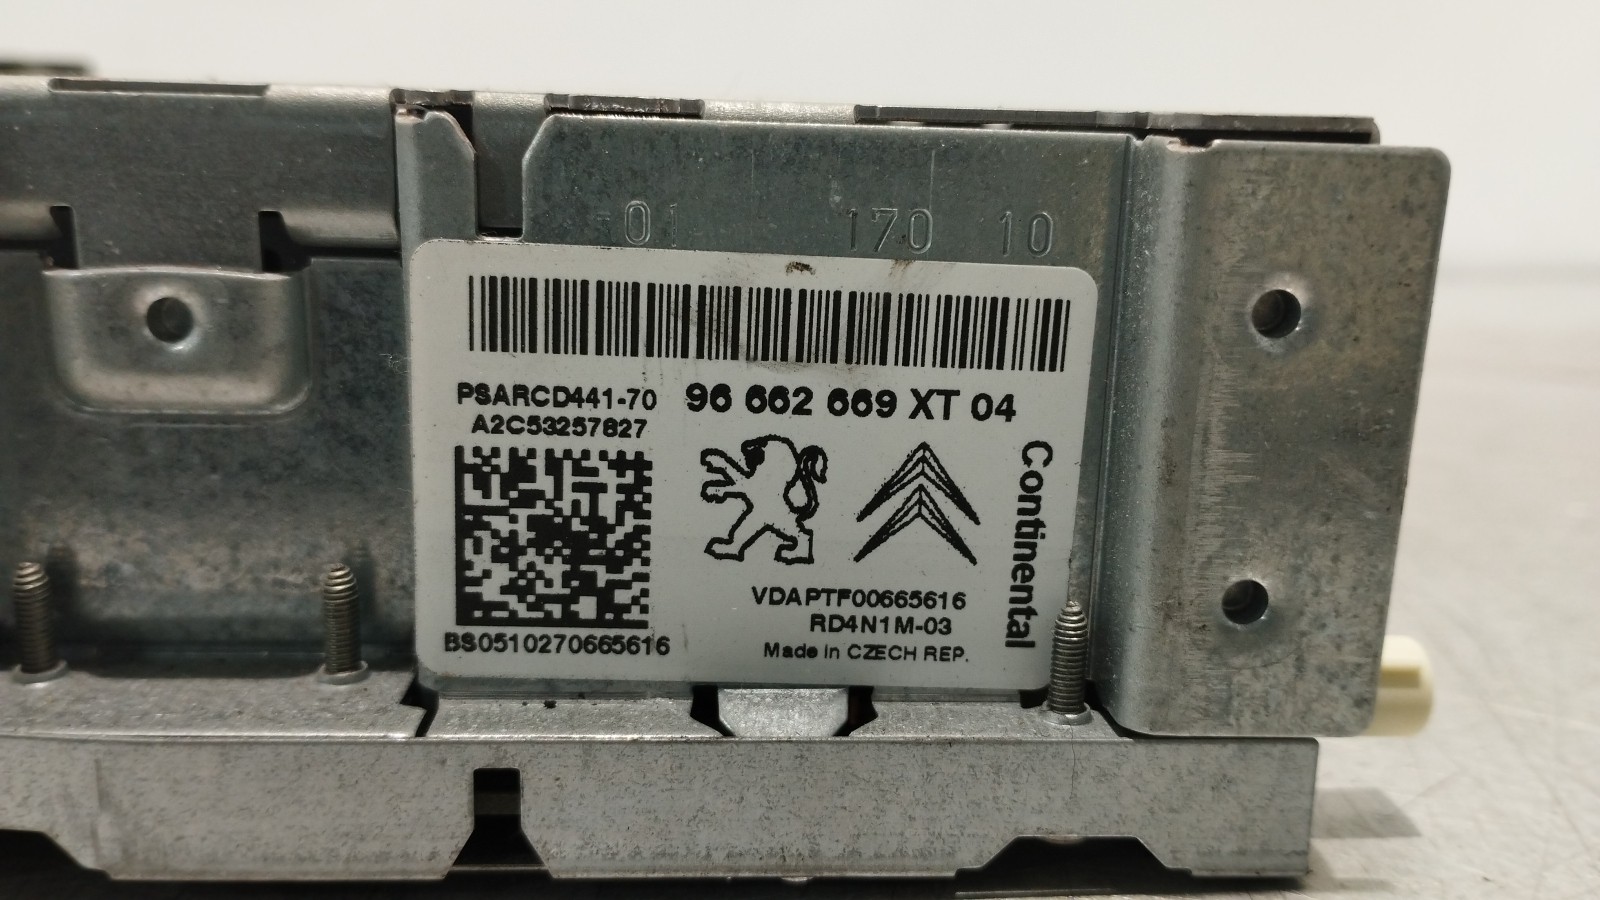 01 170 10
PSARCD441-70 96 662 669 XT 04
A2C53257827
Continental
VDAPTF00665616
RD4N1M-03
BS0510270665616
Made in CZECH REP.